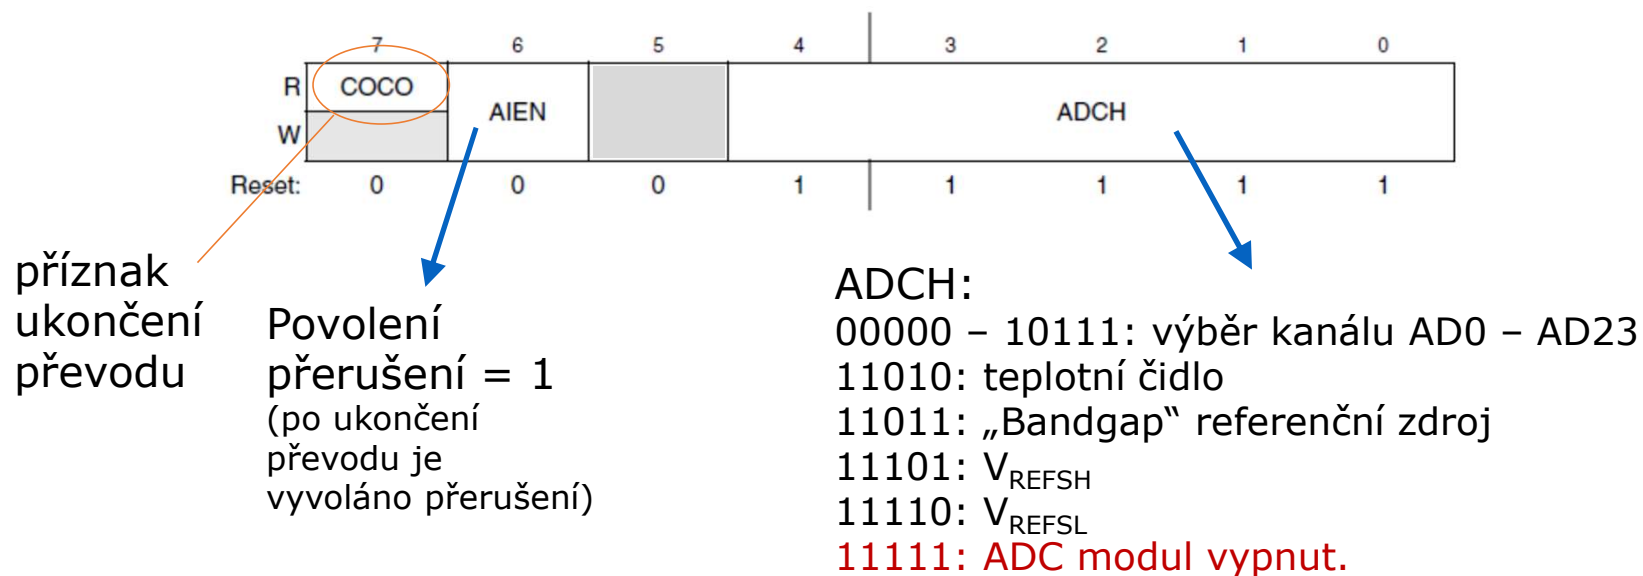 7 6 5 4 3 2 1 0
R COCO
AIEN ADCH
W
Reset: 0 0 0 1 1 1 1 1
příznak
ukončení
převodu
Povolení
přerušení = 1
(po ukončení
převodu je
vyvoláno přerušení)
ADCH:
00000 – 10111: výběr kanálu AD0 – AD23
11010: teplotní čidlo
11011: „Bandgap“ referenční zdroj
11101: VREFSH
11110: VREFSL
11111: ADC modul vypnut.